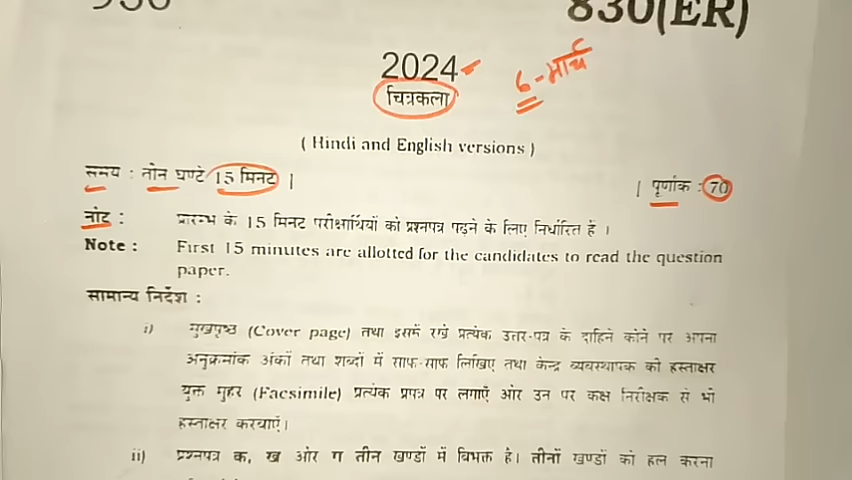 830(ER)
2024
6-मार्च
चित्रकला
( Hindi and English versions )
समय : तीन घण्टे 15 मिनट |
| पूर्णांक : 70
नोट : प्रारम्भ के 15 मिनट परीक्षार्थियों को प्रश्नपत्र पढ़ने के लिए निर्धारित हैं ।
Note : First 15 minutes are allotted for the candidates to read the question
paper.
सामान्य निर्देश :
i) मुखपृष्ठ (Cover page) तथा इसमें रखे प्रत्येक उत्तर-पत्र के दाहिने कोने पर अपना
अनुक्रमांक अंकों तथा शब्दों में साफ-साफ लिखिए तथा केन्द्र व्यवस्थापक की हस्ताक्षर
युक्त मुहर (Facsimile) प्रत्येक प्रपत्र पर लगाएँ और उन पर कक्ष निरीक्षक से भी
हस्ताक्षर करवाएँ।
ii) प्रश्नपत्र क, ख और ग तीन खण्डों में विभक्त है। तीनों खण्डों को हल करना